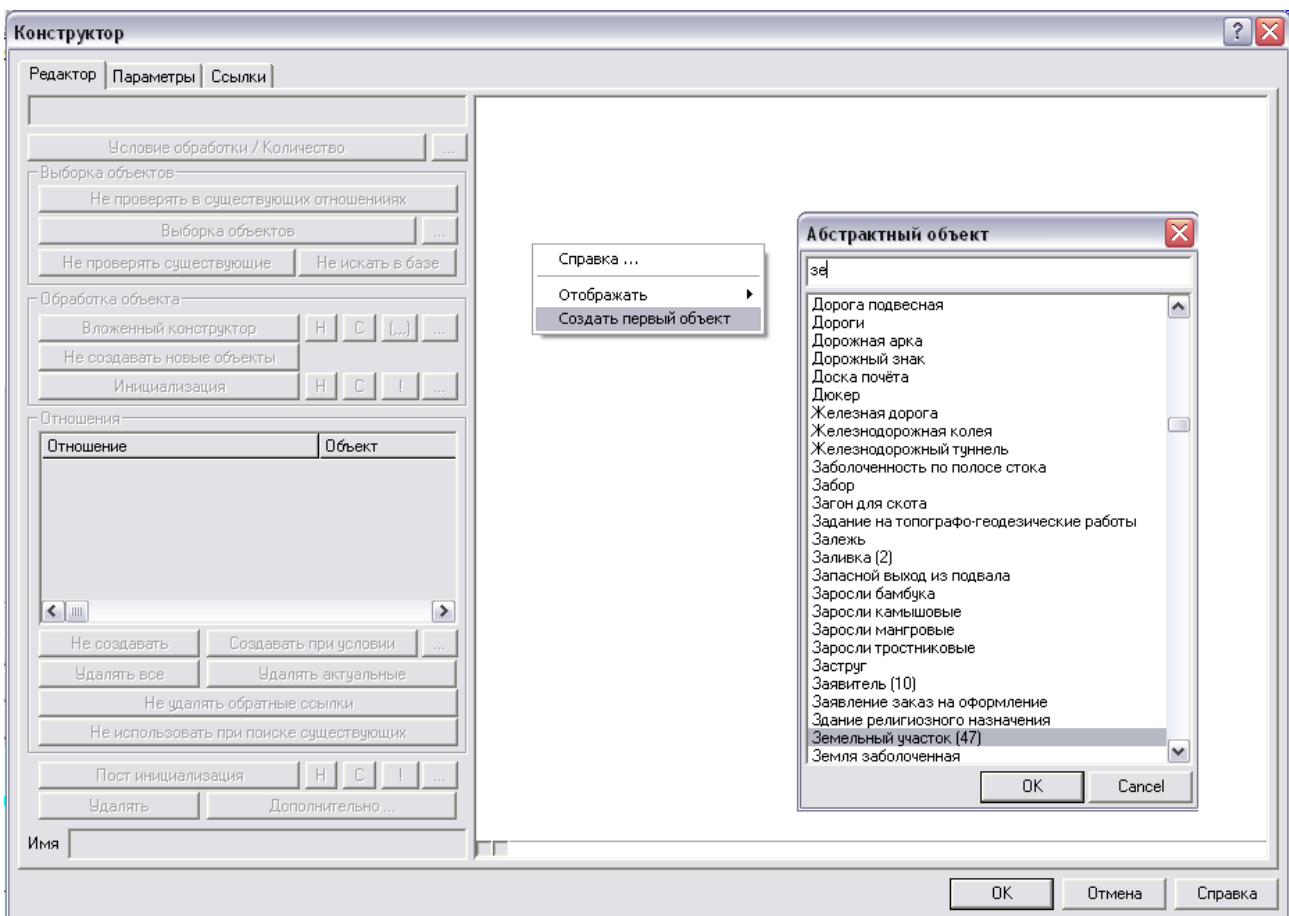 Конструктор
Редактор Параметры Ссылки
Условие обработки / Количество ...
Выборка объектов
Не проверять в существующих отношенииях
Выборка объектов ...
Не проверять существующие Не искать в базе
Обработка объекта
Вложенный конструктор Н С (,,,) ...
Не создавать новые объекты
Инициализация Н С ! ...
Отношения
Отношение Объект
Не создавать Создавать при условии ...
Удалять все Удалять актуальные
Не удалять обратные ссылки
Не использовать при поиске существующих
Пост инициализация Н С ! ...
Удалять Дополнительно ...
Имя
Справка ...
Отображать
Создать первый объект
Абстрактный объект
зе
Дорога подвесная
Дороги
Дорожная арка
Дорожный знак
Доска почёта
Дюкер
Железная дорога
Железнодорожная колея
Железнодорожный туннель
Заболоченность по полосе стока
Забор
Загон для скота
Задание на топографо-геодезические работы
Залежь
Заливка (2)
Запасной выход из подвала
Заросли бамбука
Заросли камышовые
Заросли мангровые
Заросли тростниковые
Заструг
Заявитель (10)
Заявление заказ на оформление
Здание религиозного назначения
Земельный участок (47)
Земля заболоченная
OK Cancel
OK Отмена Справка